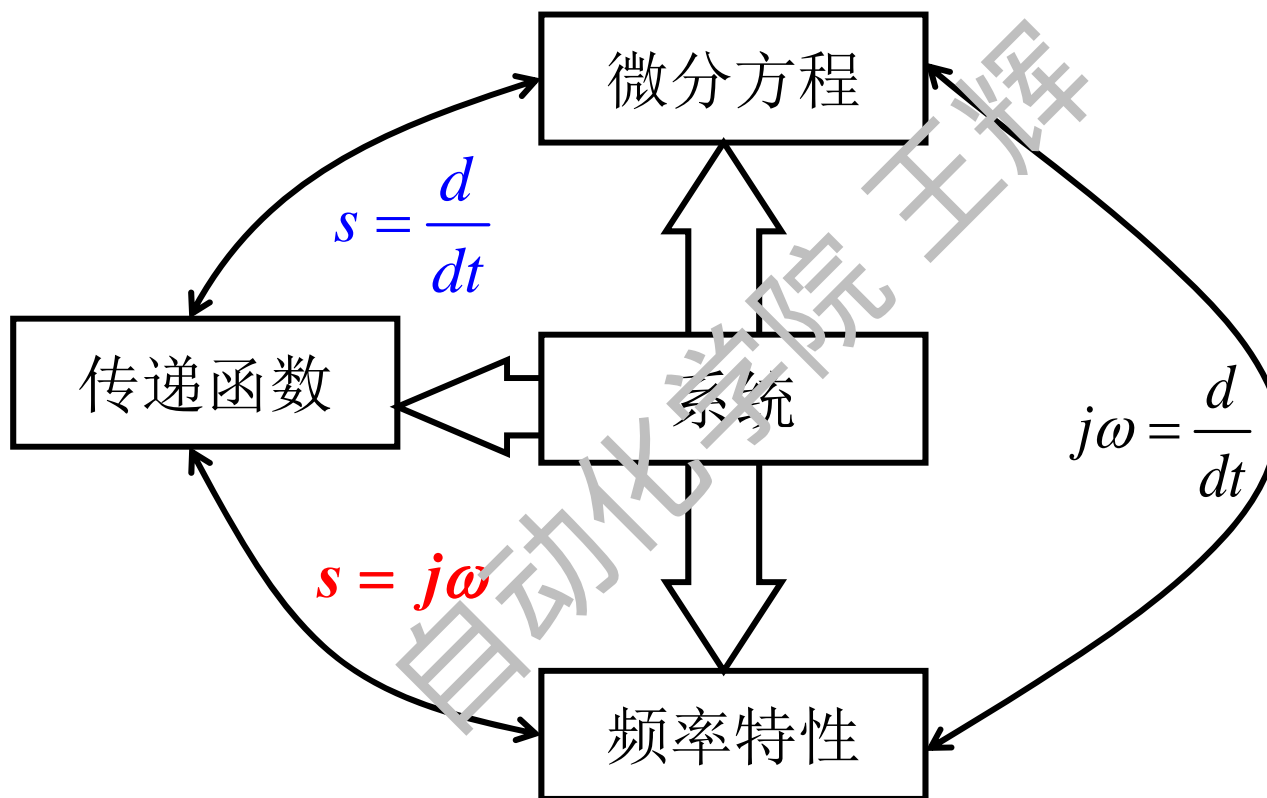 微分方程
s = d/dt
传递函数
系统
jω = d/dt
s = jω
频率特性
自动化学院 王辉